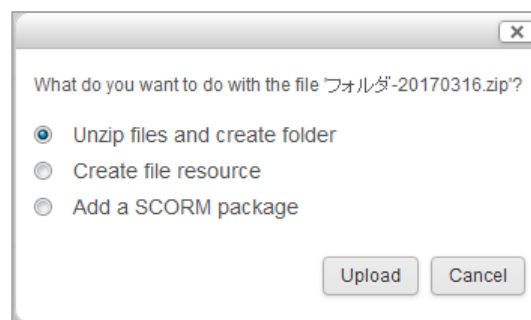 What do you want to do with the file 'フォルダ-20170316.zip'?
Unzip files and create folder
Create file resource
Add a SCORM package
Upload Cancel